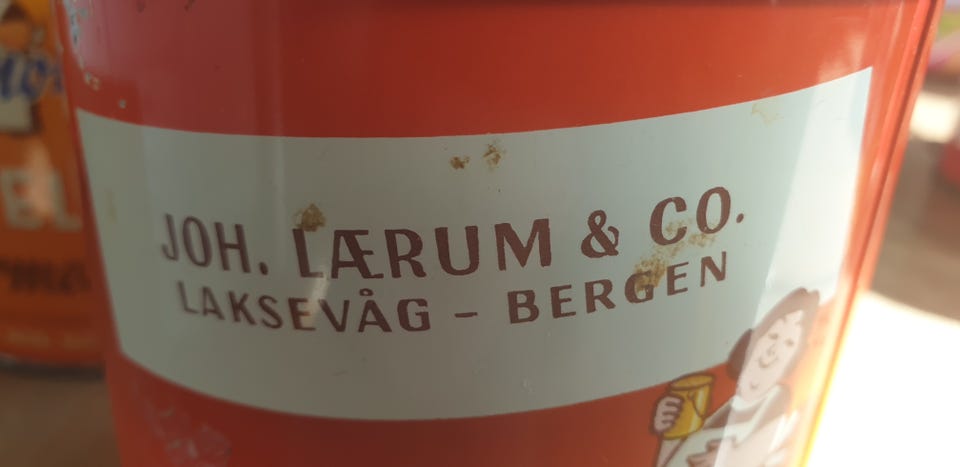 JOH. LÆRUM & CO.
LAKSEVÅG – BERGEN